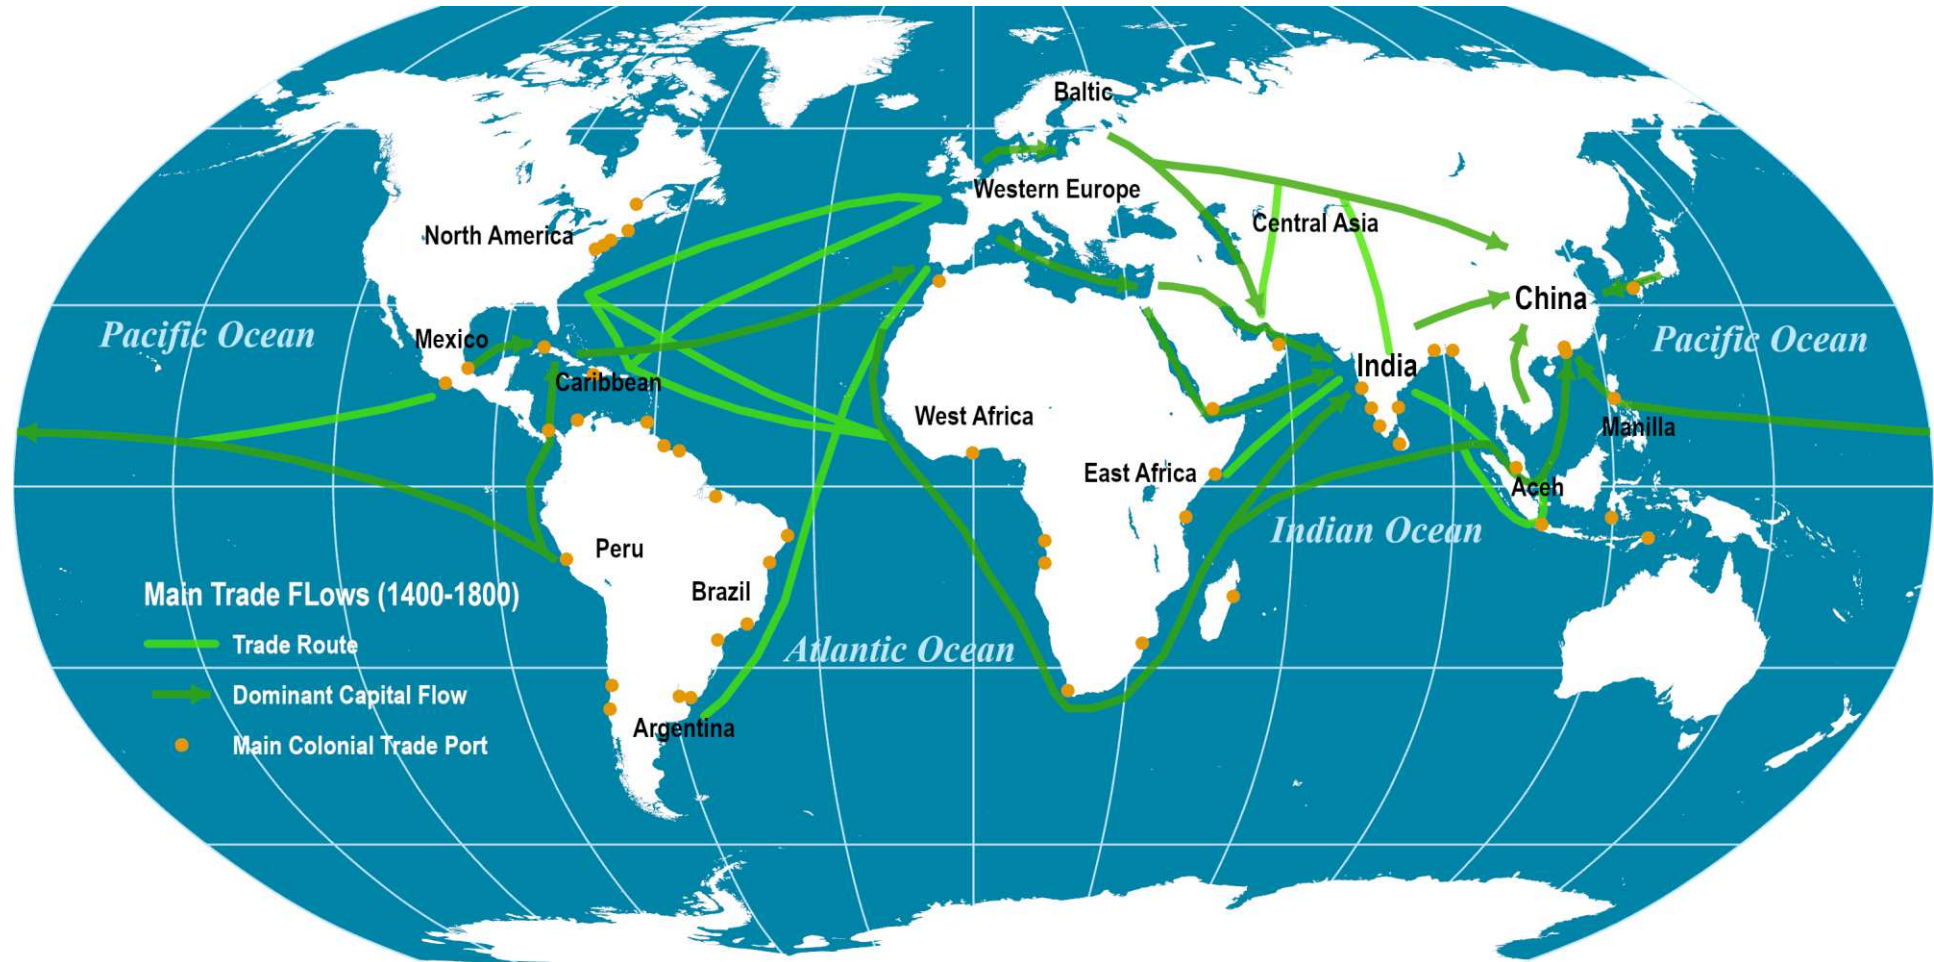 Baltic
Western Europe
Central Asia
North America
China
Pacific Ocean
Mexico
Pacific Ocean
India
Caribbean
West Africa
Manilla
East Africa
Aceh
Indian Ocean
Peru
Brazil
Main Trade FLows (1400-1800)
Trade Route
Atlantic Ocean
Dominant Capital Flow
Argentina
Main Colonial Trade Port